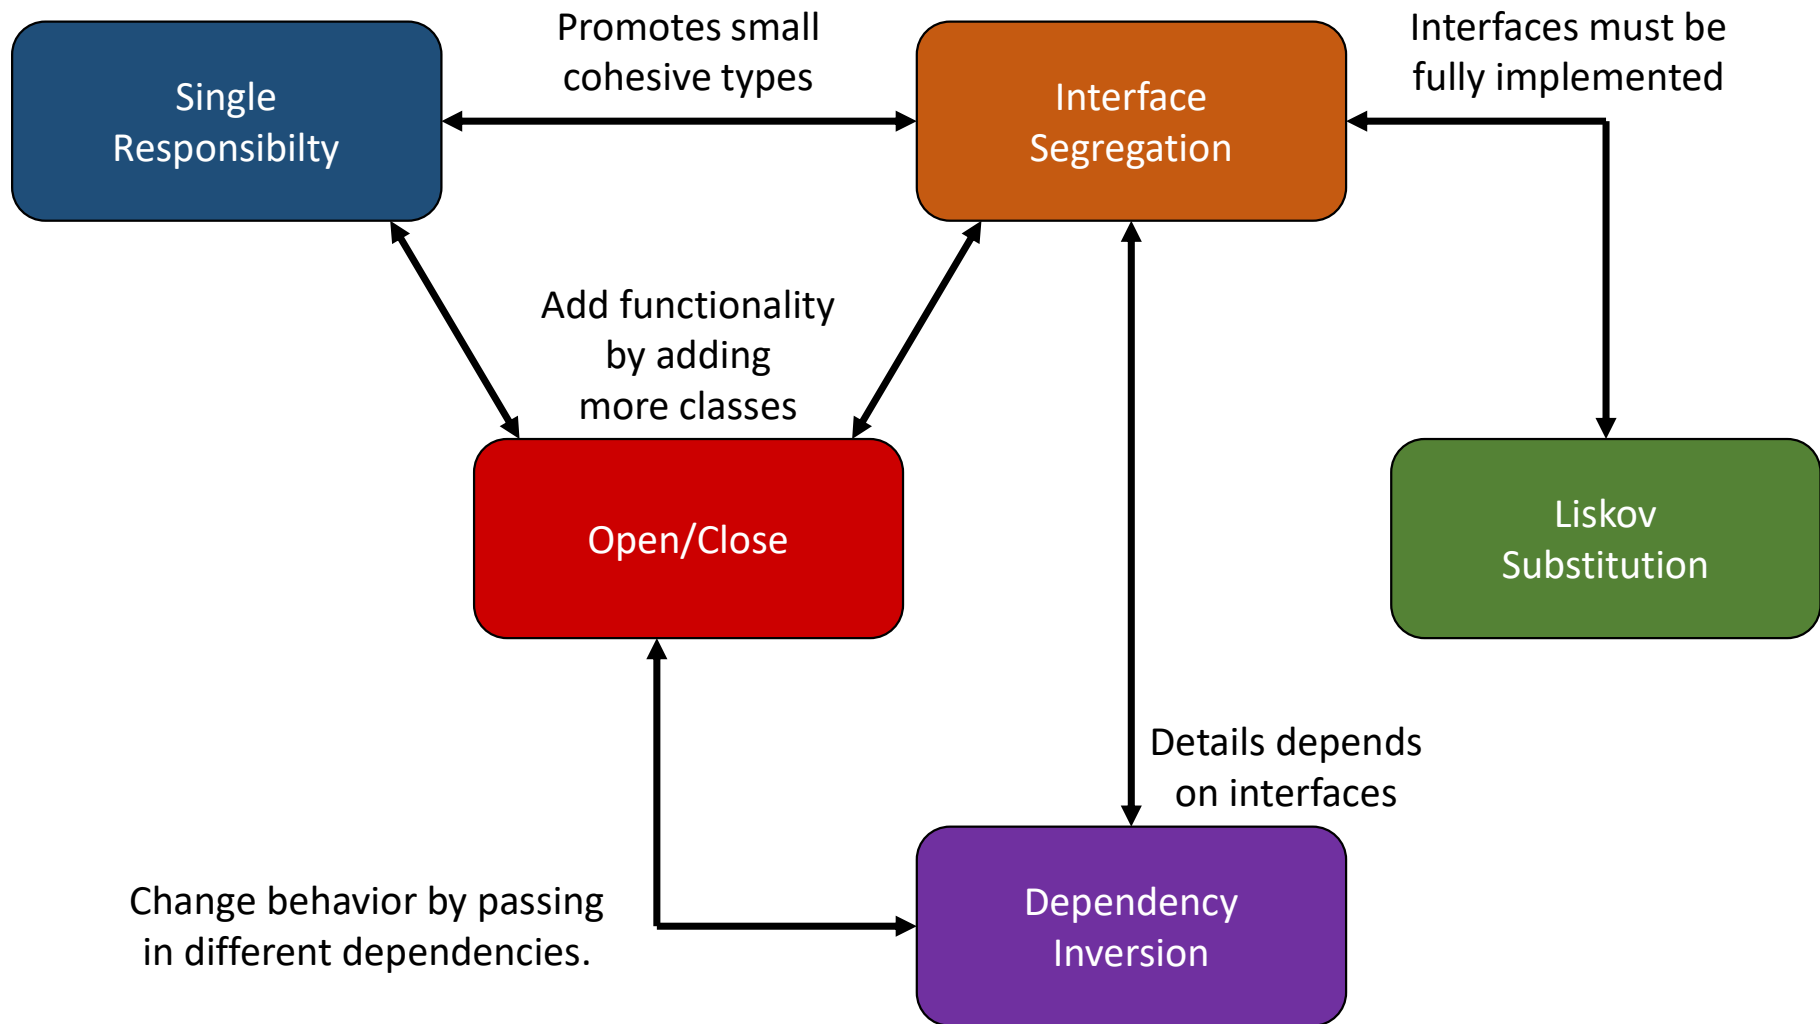 Promotes small
cohesive types
Interfaces must be
fully implemented
Single
Responsibilty
Interface
Segregation
Add functionality
by adding
more classes
Open/Close
Liskov
Substitution
Details depends
on interfaces
Change behavior by passing
in different dependencies.
Dependency
Inversion